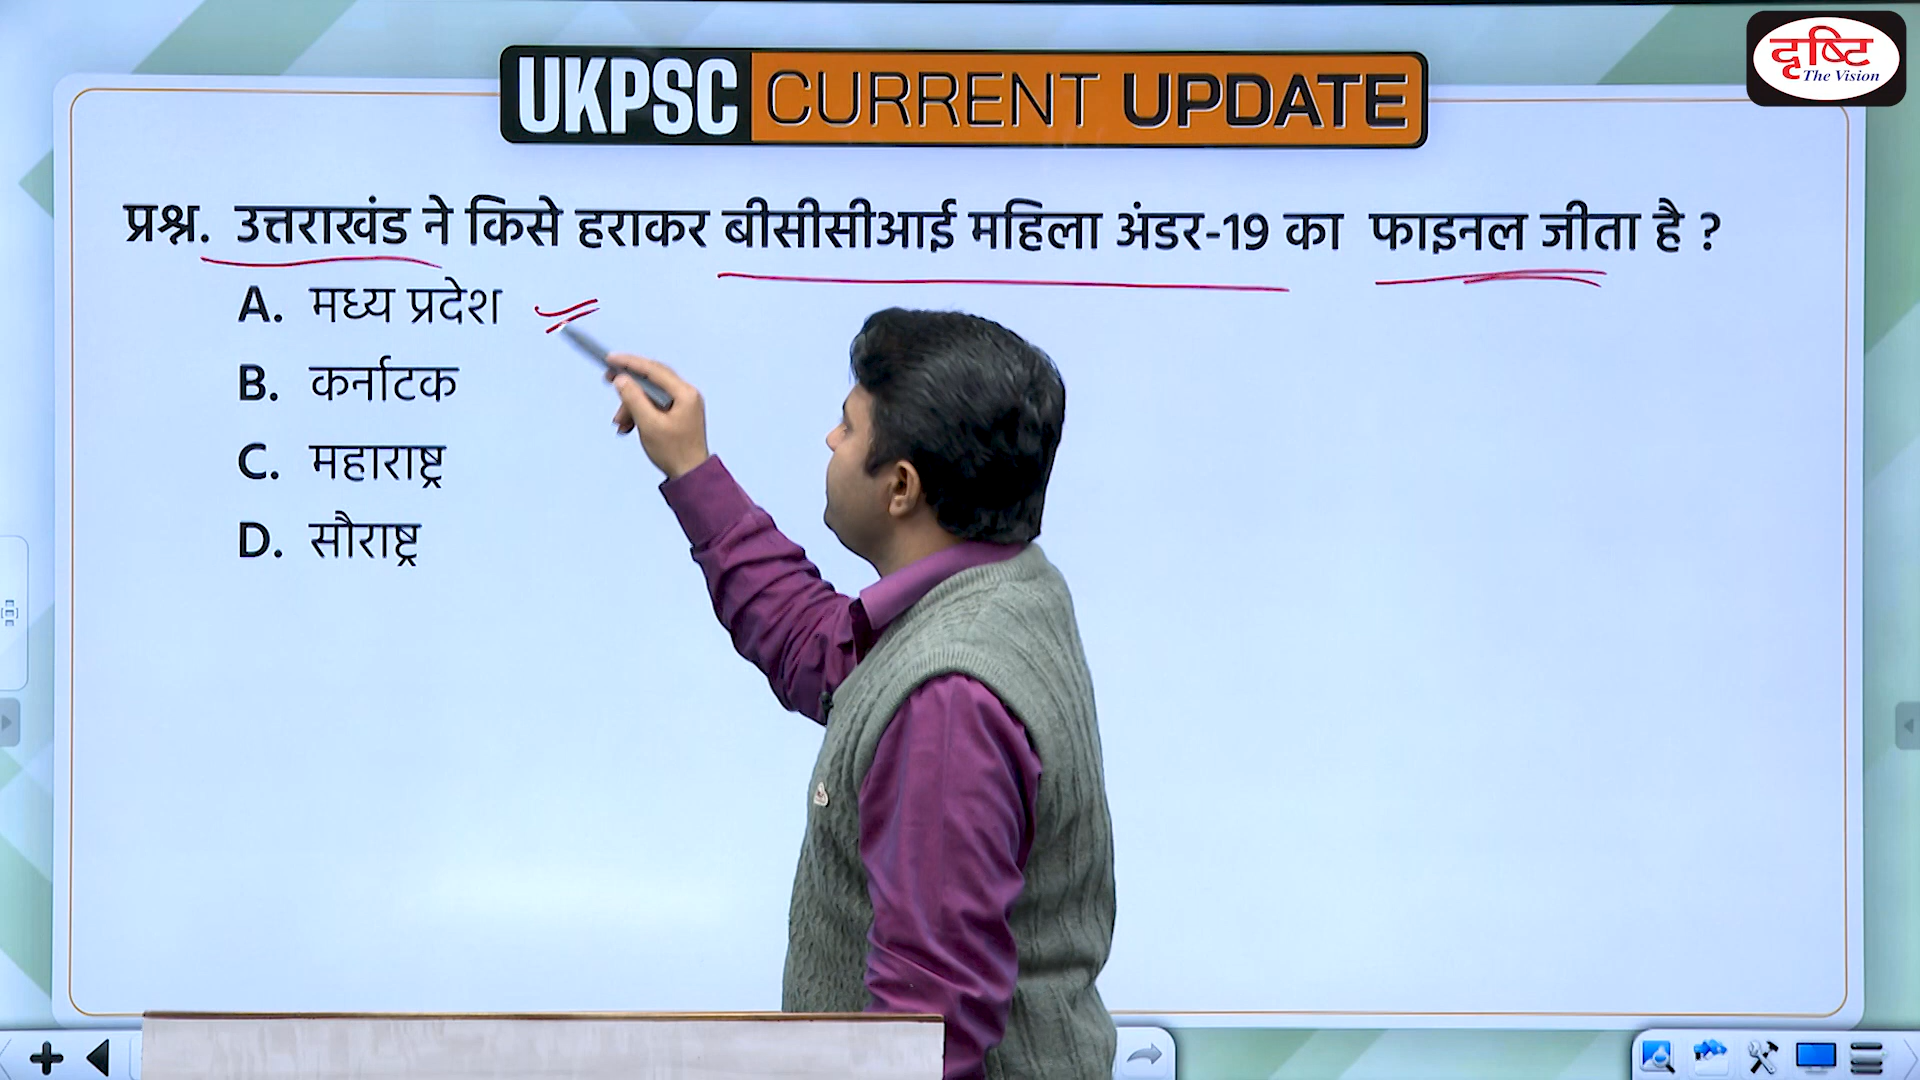 दृष्टि
The Vision
UKPSC CURRENT UPDATE
प्रश्न. उत्तराखंड ने किसे हराकर बीसीसीआई महिला अंडर-19 का फाइनल जीता है ?
A. मध्य प्रदेश
B. कर्नाटक
C. महाराष्ट्र
D. सौराष्ट्र